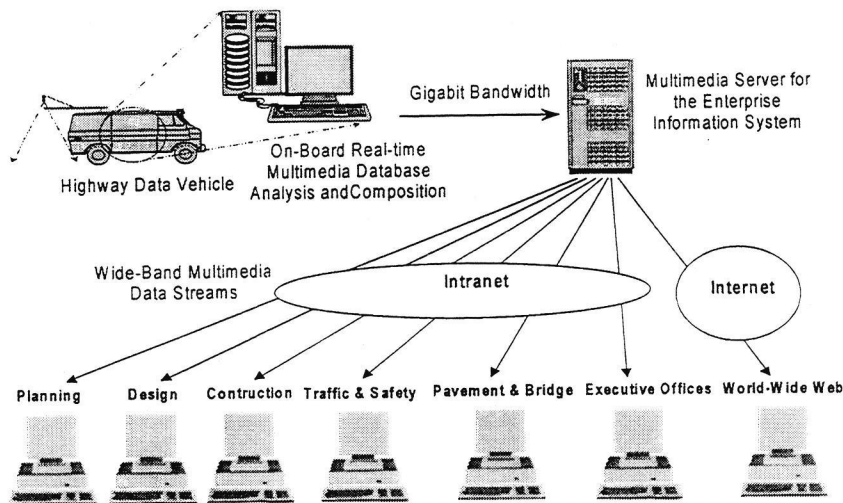 Gigabit Bandwidth
Multimedia Server for
the Enterprise
Information System
On-Board Real-time
Multimedia Database
Analysis andComposition
Highway Data Vehicle
Wide-Band Multimedia
Data Streams
Intranet
Internet
Planning
Design
Contruction
Traffic & Safety
Pavement & Bridge
Executive Offices
World-Wide Web